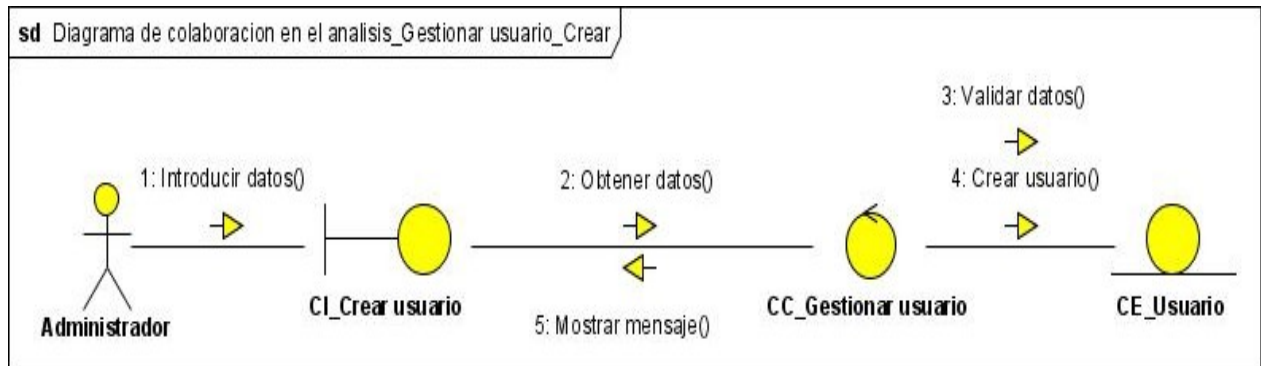 sd Diagrama de colaboracion en el analisis_Gestionar usuario_Crear
3: Validar datos()
1: Introducir datos()
2: Obtener datos()
4: Crear usuario()
Administrador
CI_Crear usuario
CC_Gestionar usuario
CE_Usuario
5: Mostrar mensaje()